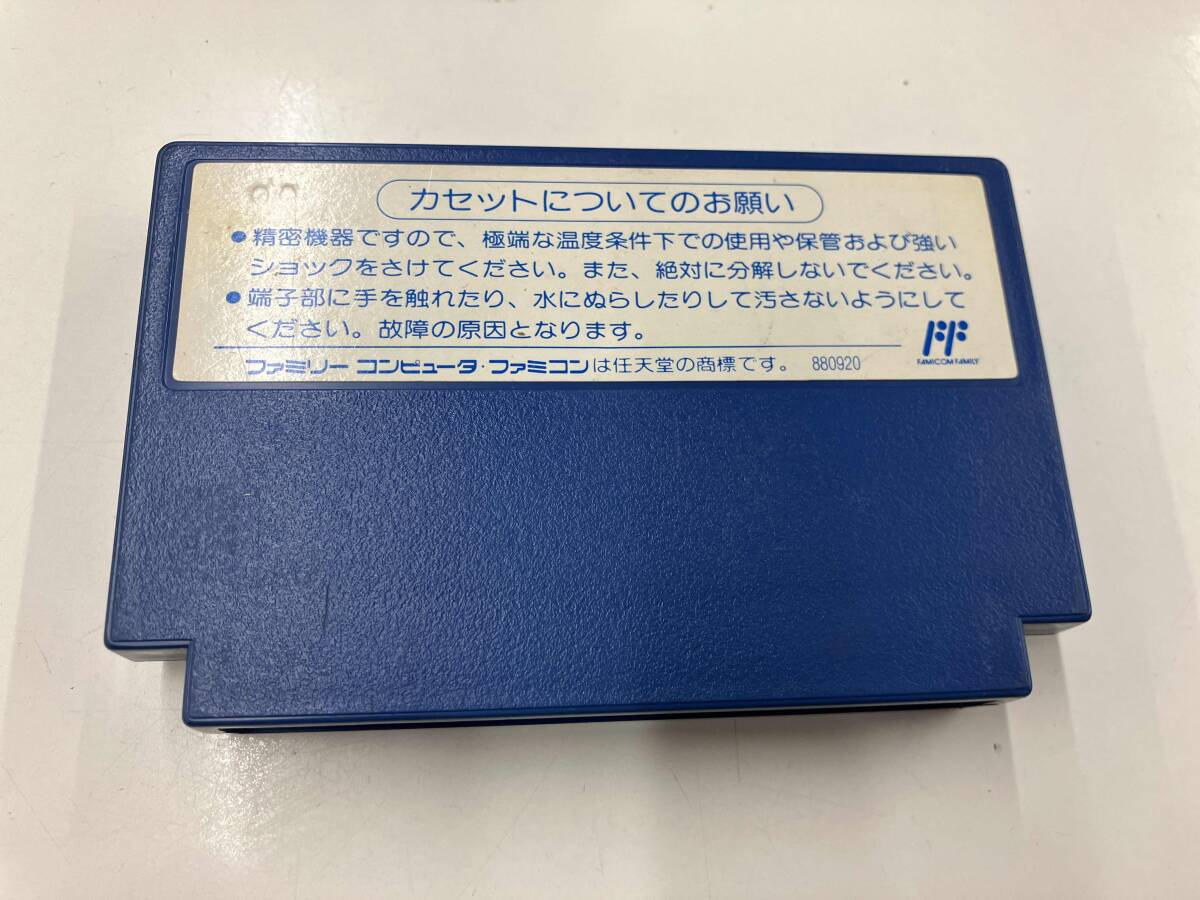 カセットについてのお願い
●精密機器ですので、極端な温度条件下での使用や保管および強い
ショックをさけてください。また、絶対に分解しないでください。
●端子部に手を触れたり、水にぬらしたりして汚さないようにして
ください。故障の原因となります。
ファミリー コンピュータ・ファミコンは任天堂の商標です。 880920
FAMICOM FAMILY